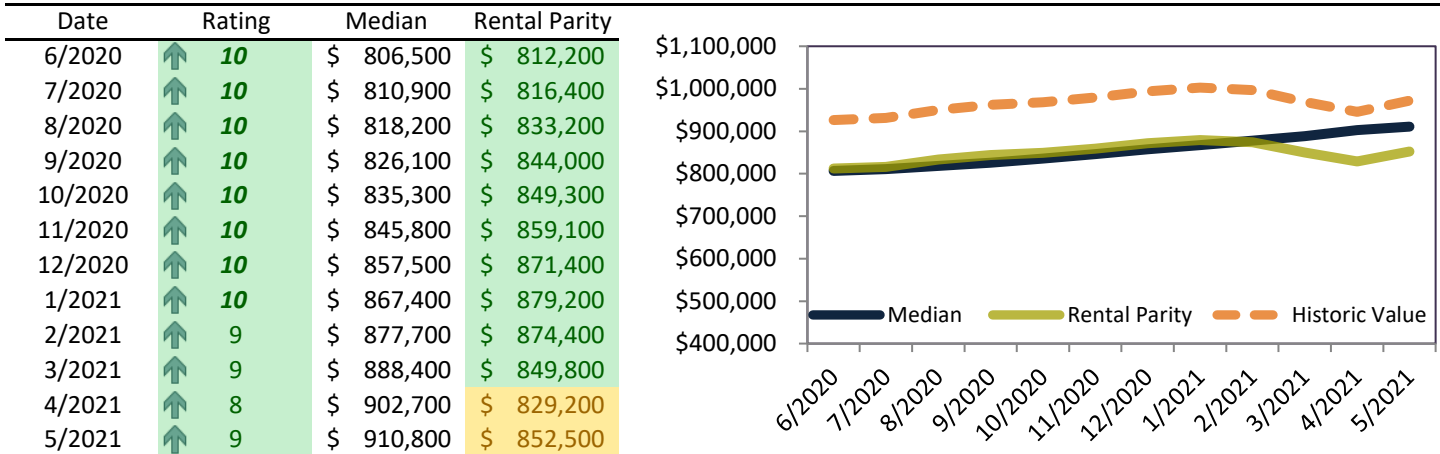 Date Rating Median Rental Parity
6/2020 10 $ 806,500 $ 812,200
7/2020 10 $ 810,900 $ 816,400
8/2020 10 $ 818,200 $ 833,200
9/2020 10 $ 826,100 $ 844,000
10/2020 10 $ 835,300 $ 849,300
11/2020 10 $ 845,800 $ 859,100
12/2020 10 $ 857,500 $ 871,400
1/2021 10 $ 867,400 $ 879,200
2/2021 9 $ 877,700 $ 874,400
3/2021 9 $ 888,400 $ 849,800
4/2021 8 $ 902,700 $ 829,200
5/2021 9 $ 910,800 $ 852,500
$1,100,000
$1,000,000
$900,000
$800,000
$700,000
$600,000
$500,000
$400,000
Median Rental Parity Historic Value
6/2020
7/2020
8/2020
9/2020
10/2020
11/2020
12/2020
1/2021
2/2021
3/2021
4/2021
5/2021